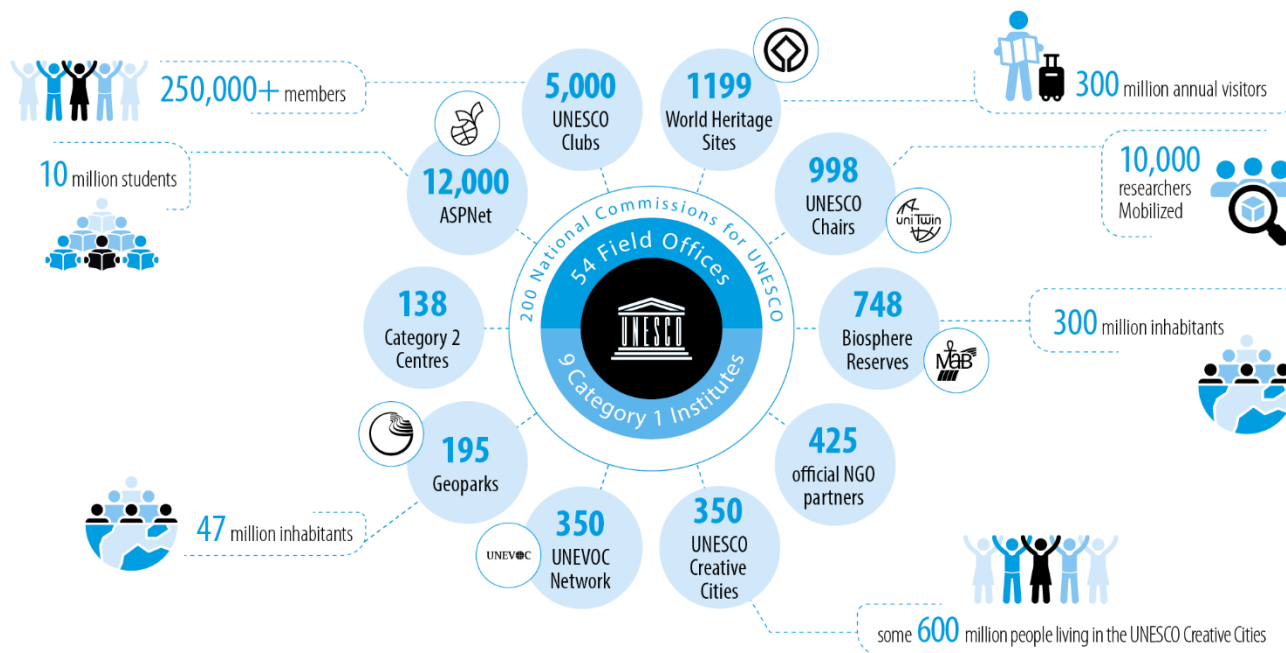 250,000+ members
5,000
UNESCO
Clubs
1199
World Heritage
Sites
300 million annual visitors
10 million students
12,000
ASPNet
998
UNESCO
Chairs
uniTwin
10,000
researchers
Mobilized
200 National Commissions for UNESCO
54 Field Offices
UNESCO
9 Category 1 Institutes
138
Category 2
Centres
748
Biosphere
Reserves
MaB
300 million inhabitants
195
Geoparks
47 million inhabitants
425
official NGO
partners
UNEVOC
350
UNEVOC
Network
350
UNESCO
Creative
Cities
some 600 million people living in the UNESCO Creative Cities